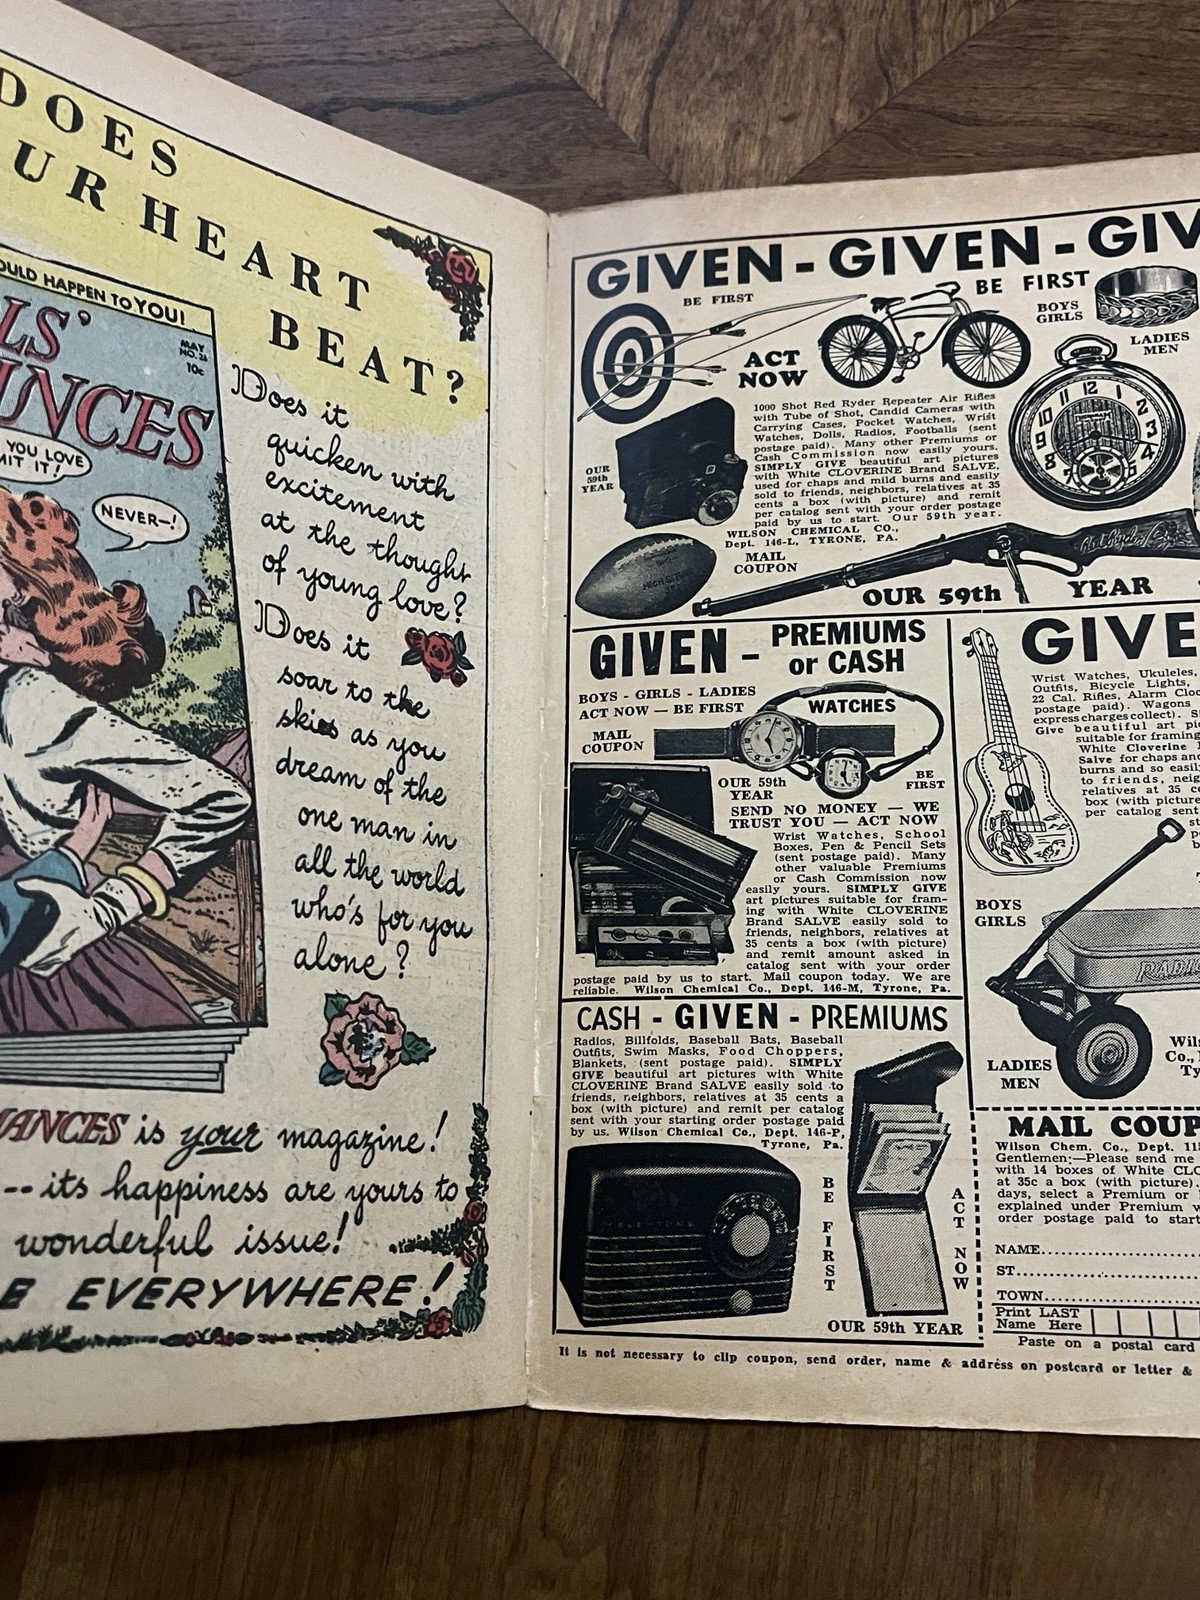 DOES
UR HEART
BEAT?
OULD HAPPEN TO YOU!
LS'
MAY
NO. 26
10¢
YOU LOVE
MIT IT!
NEVER—!
Does it
quicken with
excitement
at the thought
of young love?
Does it
soar to the
skies as you
dream of the
one man in
all the world
who's for you
alone?
MANCES is your magazine!
-- its happiness are yours to
wonderful issue!
E EVERYWHERE!
GIVEN - GIVEN - GIV
BE FIRST
BE FIRST
BOYS
GIRLS
LADIES
MEN
ACT
NOW
OUR
59th
YEAR
1000 Shot Red Ryder Repeater Air Rifles
with Tube of Shot, Candid Cameras with
Carrying Cases, Pocket Watches, Wrist
Watches, Dolls, Radios, Footballs (sent
postage paid). Many other Premiums or
Cash Commission now easily yours.
SIMPLY GIVE beautiful art pictures
with White CLOVERINE Brand SALVE,
used for chaps and mild burns and easily
sold to friends, neighbors, relatives at 35
cents a box (with picture) and remit
per catalog sent with your order postage
paid by us to start. Our 59th year.
WILSON CHEMICAL CO.,
Dept. 146-L, TYRONE, PA.
MAIL
COUPON
OUR 59th YEAR
GIVEN - PREMIUMS
or CASH
BOYS - GIRLS - LADIES
ACT NOW — BE FIRST
MAIL
COUPON
WATCHES
OUR 59th
YEAR
BE
FIRST
SEND NO MONEY — WE
TRUST YOU — ACT NOW
Wrist Watches, School
Boxes, Pen & Pencil Sets
(sent postage paid). Many
other valuable Premiums
or Cash Commission now
easily yours. SIMPLY GIVE
art pictures suitable for fram-
ing with White CLOVERINE
Brand SALVE easily sold to
friends, neighbors, relatives at
35 cents a box (with picture)
and remit amount asked in
catalog sent with your order
postage paid by us to start. Mail coupon today. We are
reliable. Wilson Chemical Co., Dept. 146-M, Tyrone, Pa.
CASH - GIVEN - PREMIUMS
Radios, Billfolds, Baseball Bats, Baseball
Outfits, Swim Masks, Food Choppers,
Blankets, (sent postage paid). SIMPLY
GIVE beautiful art pictures with White
CLOVERINE Brand SALVE easily sold to
friends, neighbors, relatives at 35 cents a
box (with picture) and remit per catalog
sent with your starting order postage paid
by us. Wilson Chemical Co., Dept. 146-P,
Tyrone, Pa.
BE FIRST
ACT NOW
OUR 59th YEAR
GIVE
Wrist Watches, Ukuleles,
Outfits, Bicycle Lights,
22 Cal. Rifles, Alarm Cloc
postage paid). Wagons
express charges collect). S
Give beautiful art pic
suitable for framing
White Cloverine
Salve for chaps and
burns and so easil
to friends, neig
relatives at 35 ce
box (with picture
per catalog sent
BOYS
GIRLS
LADIES
MEN
Wils
Co.,
Ty
MAIL COUP
Wilson Chem. Co., Dept. 11
Gentlemen:—Please send me
with 14 boxes of White CLO
at 35c a box (with picture).
days, select a Premium or
explained under Premium w
order postage paid to start
NAME
ST
TOWN
Print LAST
Name Here
Paste on a postal card
It is not necessary to clip coupon, send order, name & address on postcard or letter &